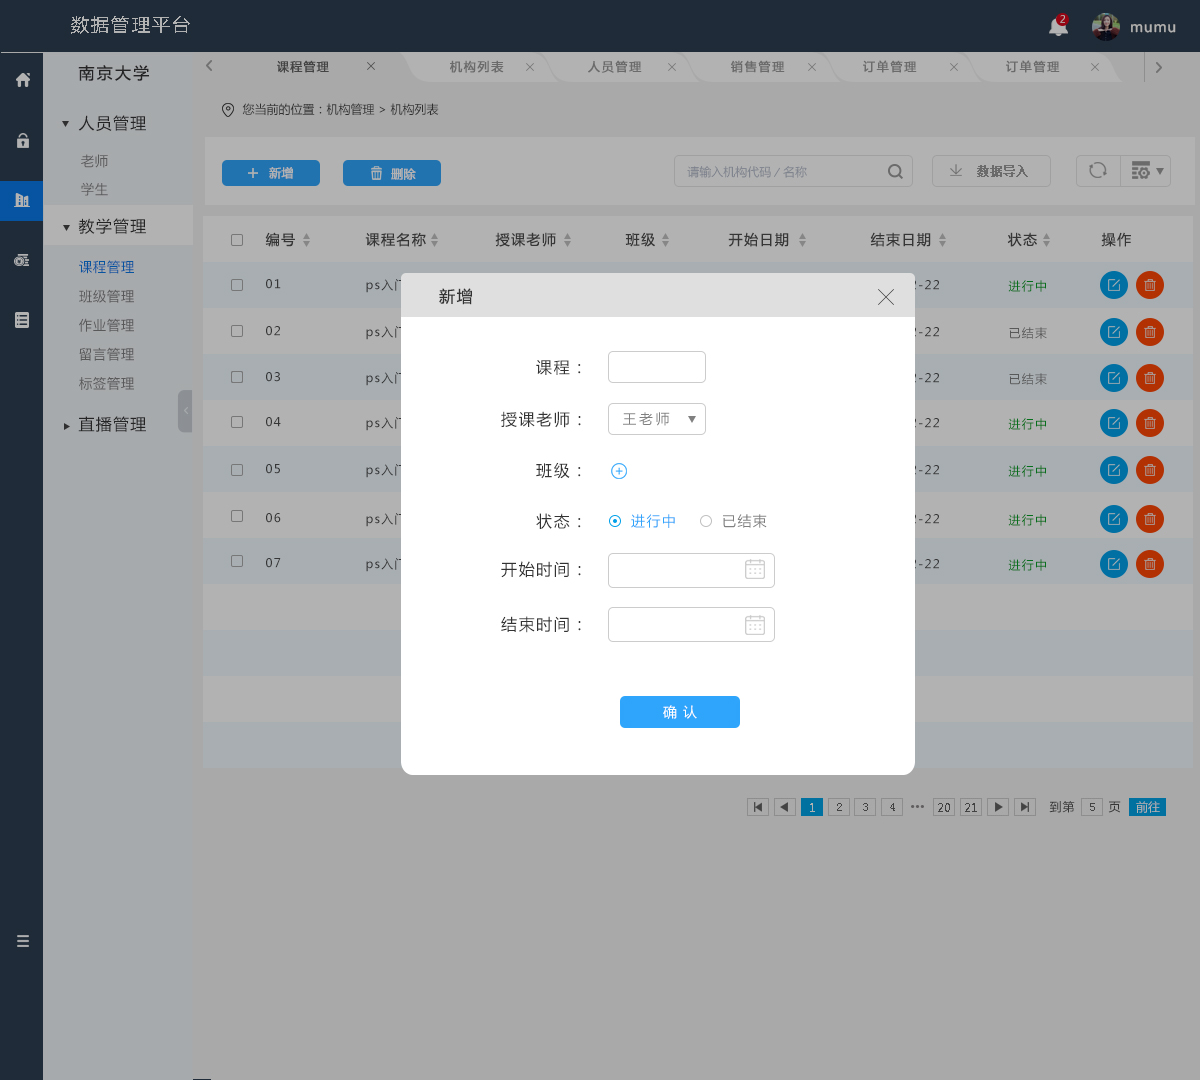 数据管理平台
2
mumu
南京大学
课程管理
机构列表
人员管理
销售管理
订单管理
订单管理
您当前的位置：机构管理 > 机构列表
人员管理
老师
学生
教学管理
课程管理
班级管理
作业管理
留言管理
标签管理
直播管理
新增
删除
请输入机构代码 / 名称
数据导入
编号 课程名称 授课老师 班级 开始日期 结束日期 状态 操作
01 ps入门 -22 进行中
02 ps入门 -22 已结束
03 ps入门 -22 已结束
04 ps入门 -22 进行中
05 ps入门 -22 进行中
06 ps入门 -22 进行中
07 ps入门 -22 进行中
新增
课程：
授课老师： 王老师
班级：
状态： 进行中 已结束
开始时间：
结束时间：
确 认
1 2 3 4 ••• 20 21 到第 5 页 前往